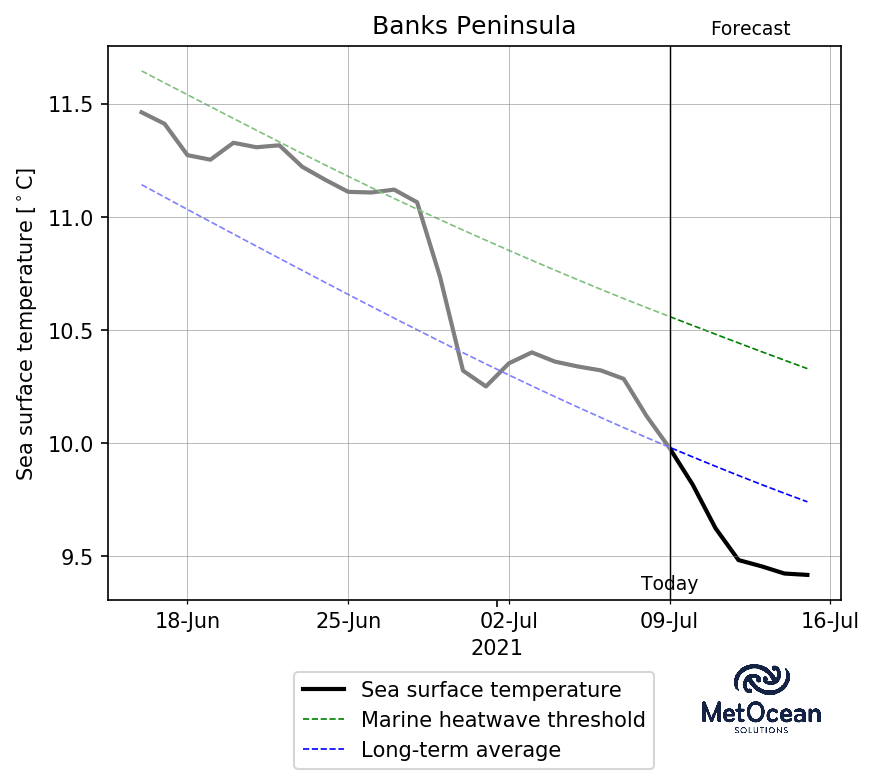 Banks Peninsula
Forecast
Sea surface temperature [°C]
11.5
11.0
10.5
10.0
9.5
Today
18-Jun
25-Jun
02-Jul
09-Jul
16-Jul
2021
Sea surface temperature
Marine heatwave threshold
Long-term average
MetOcean
SOLUTIONS